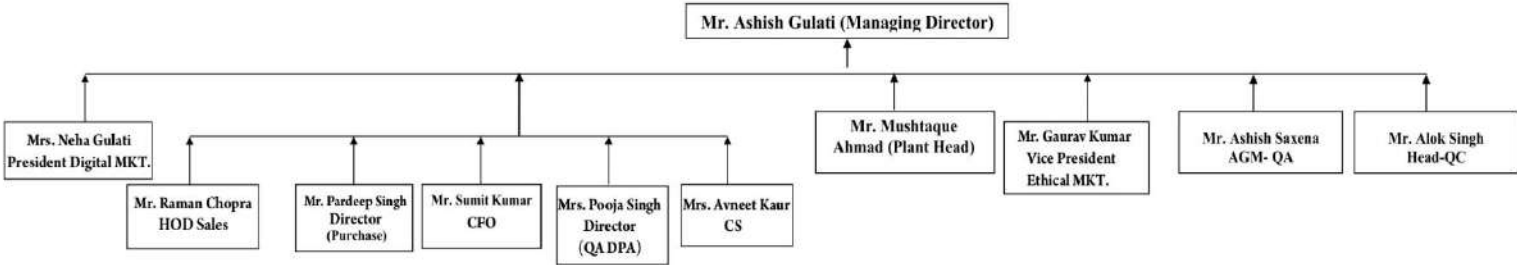 Mr. Ashish Gulati (Managing Director)
Mrs. Neha Gulati
President Digital MKT.
Mr. Mushtaque
Ahmad (Plant Head)
Mr. Gaurav Kumar
Vice President
Ethical MKT.
Mr. Ashish Saxena
AGM- QA
Mr. Alok Singh
Head-QC
Mr. Raman Chopra
HOD Sales
Mr. Pardeep Singh
Director
(Purchase)
Mr. Sumit Kumar
CFO
Mrs. Pooja Singh
Director
(QA DPA)
Mrs. Avneet Kaur
CS